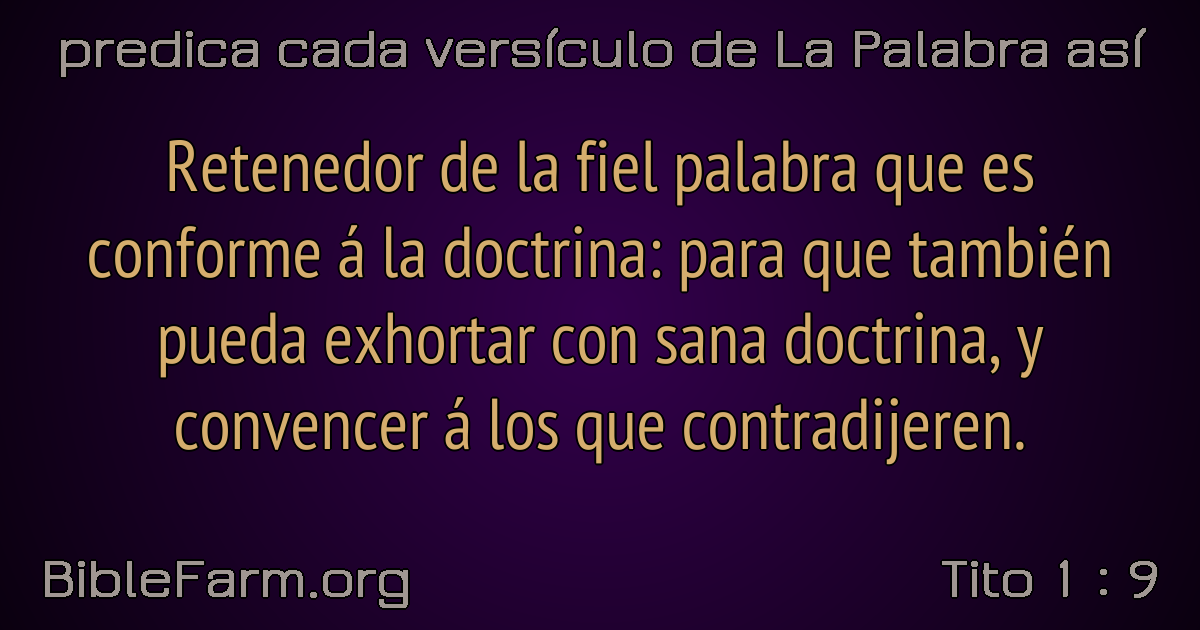 predica cada versículo de La Palabra así
Retenedor de la fiel palabra que es
conforme á la doctrina: para que también
pueda exhortar con sana doctrina, y
convencer á los que contradijeren.
BibleFarm.org
Tito 1 : 9